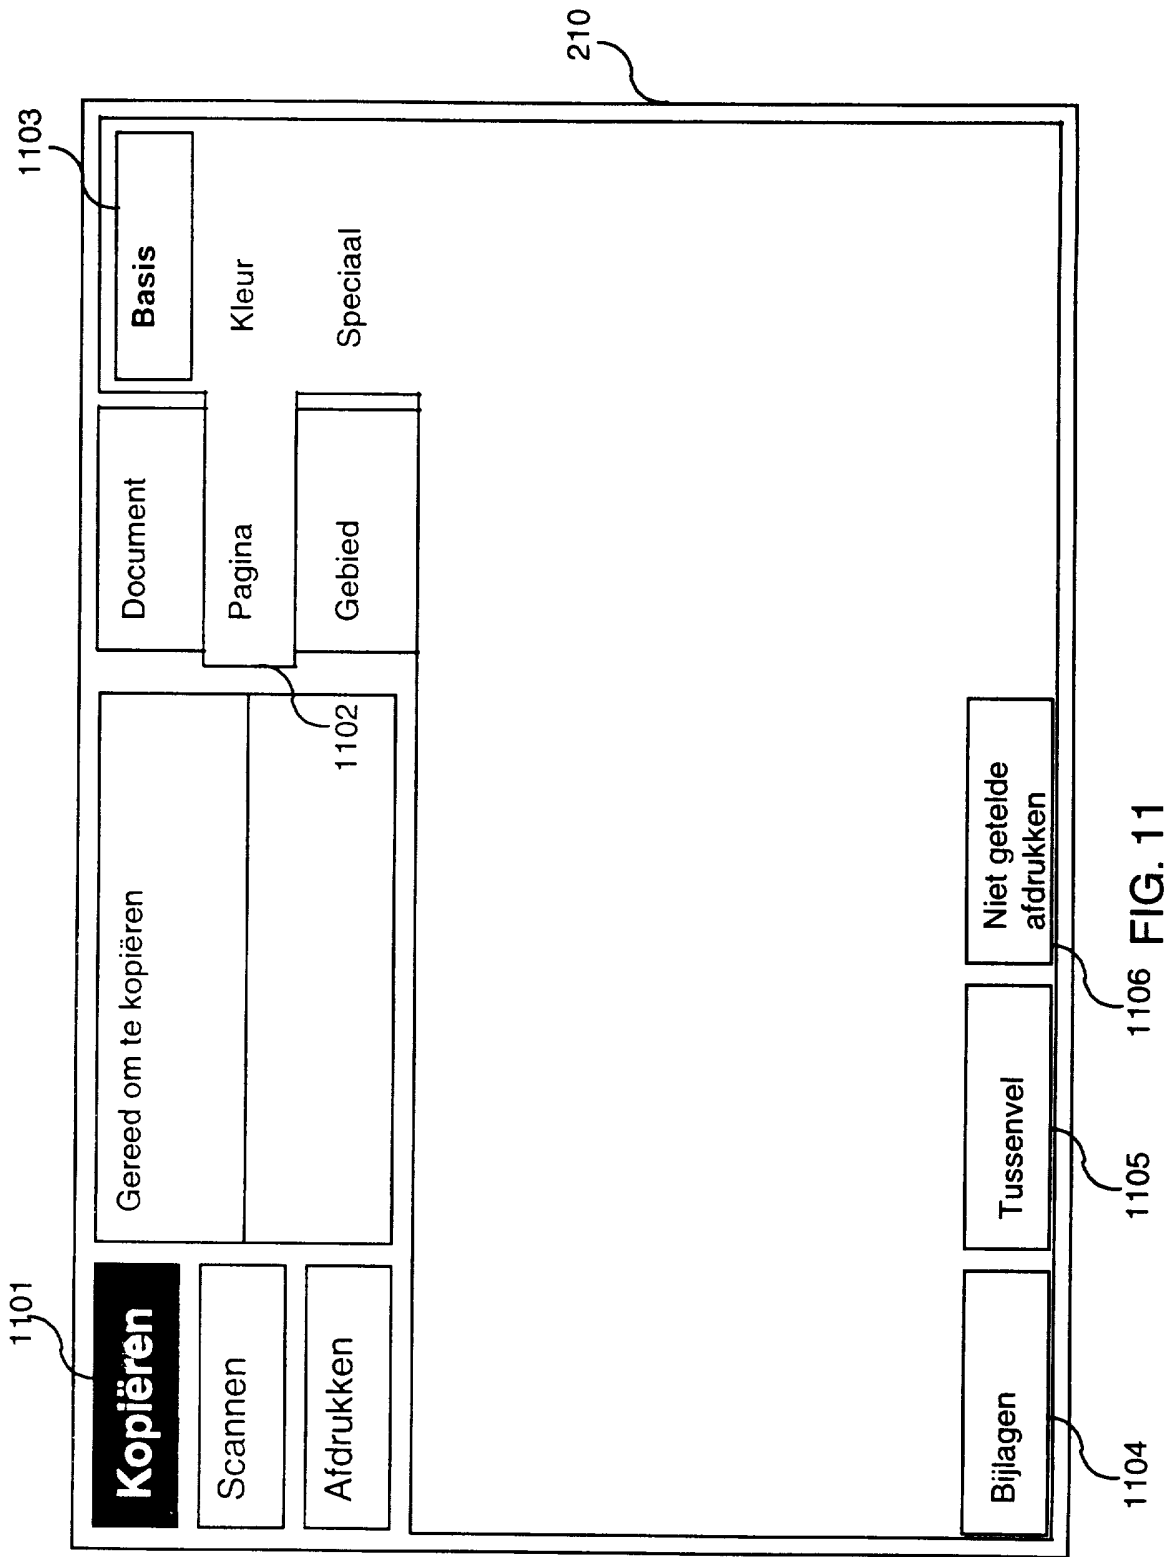 210
1101
1103
Kopiëren
Scannen
Afdrukken
Gereed om te kopiëren
1102
Document
Pagina
Gebied
Basis
Kleur
Speciaal
Bijlagen
Tussenvel
Niet getelde
afdrukken
1104
1105
1106
FIG. 11